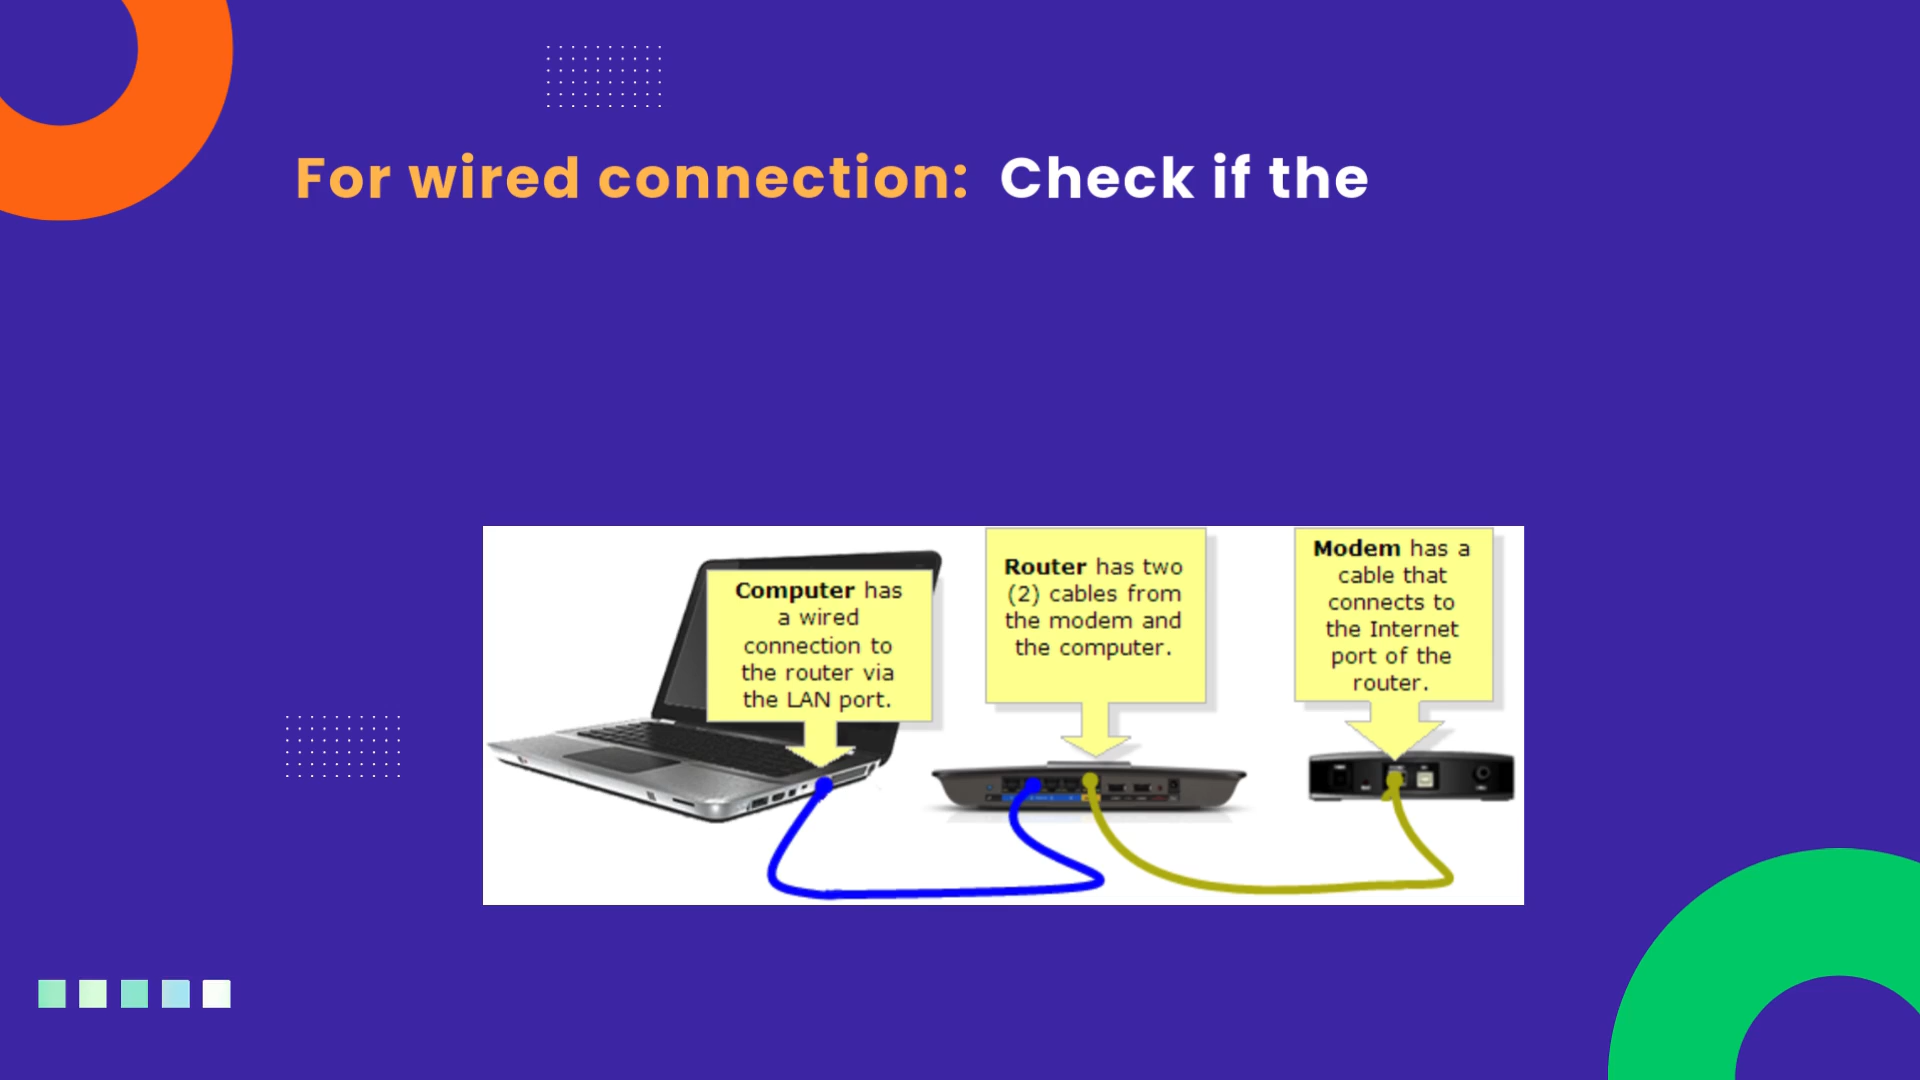 For wired connection: Check if the
Computer has
a wired
connection to
the router via
the LAN port.
Router has two
(2) cables from
the modem and
the computer.
Modem has a
cable that
connects to
the Internet
port of the
router.